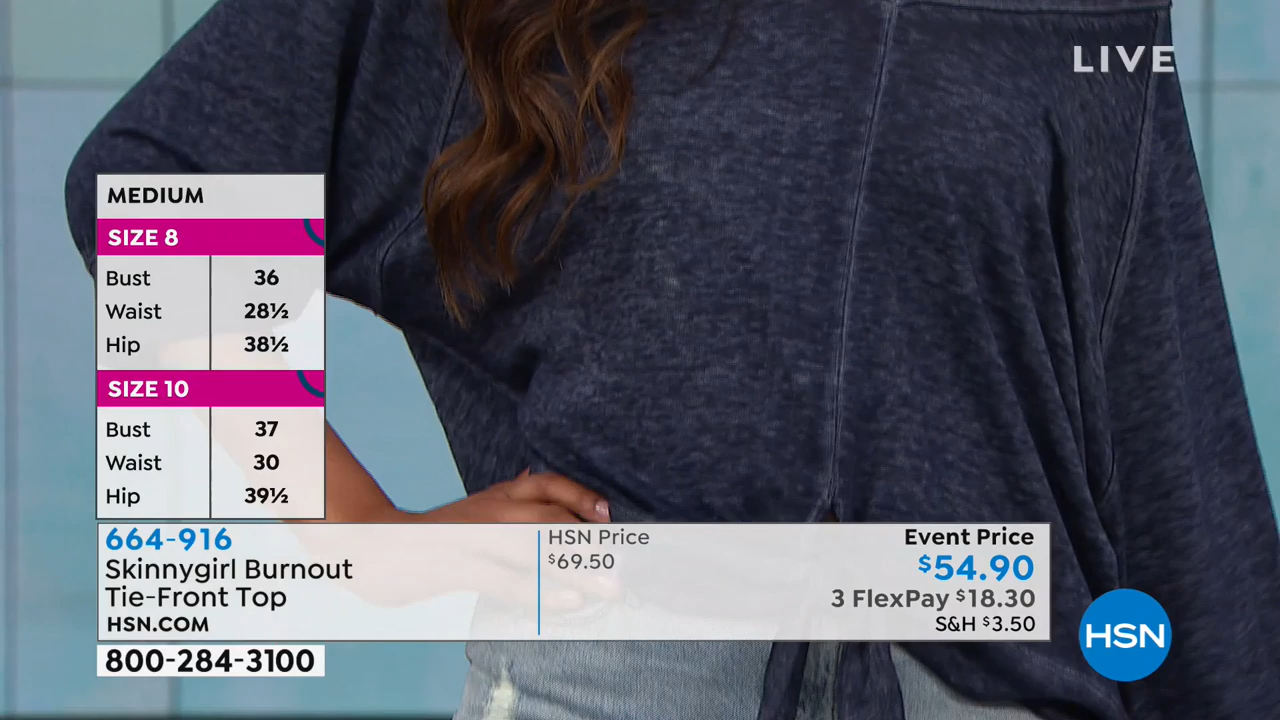 LIVE
MEDIUM
SIZE 8
Bust 36
Waist 28½
Hip 38½
SIZE 10
Bust 37
Waist 30
Hip 39½
664-916
Skinnygirl Burnout
Tie-Front Top
HSN.COM
HSN Price
$69.50
Event Price
$54.90
3 FlexPay $18.30
S&H $3.50
800-284-3100
HSN